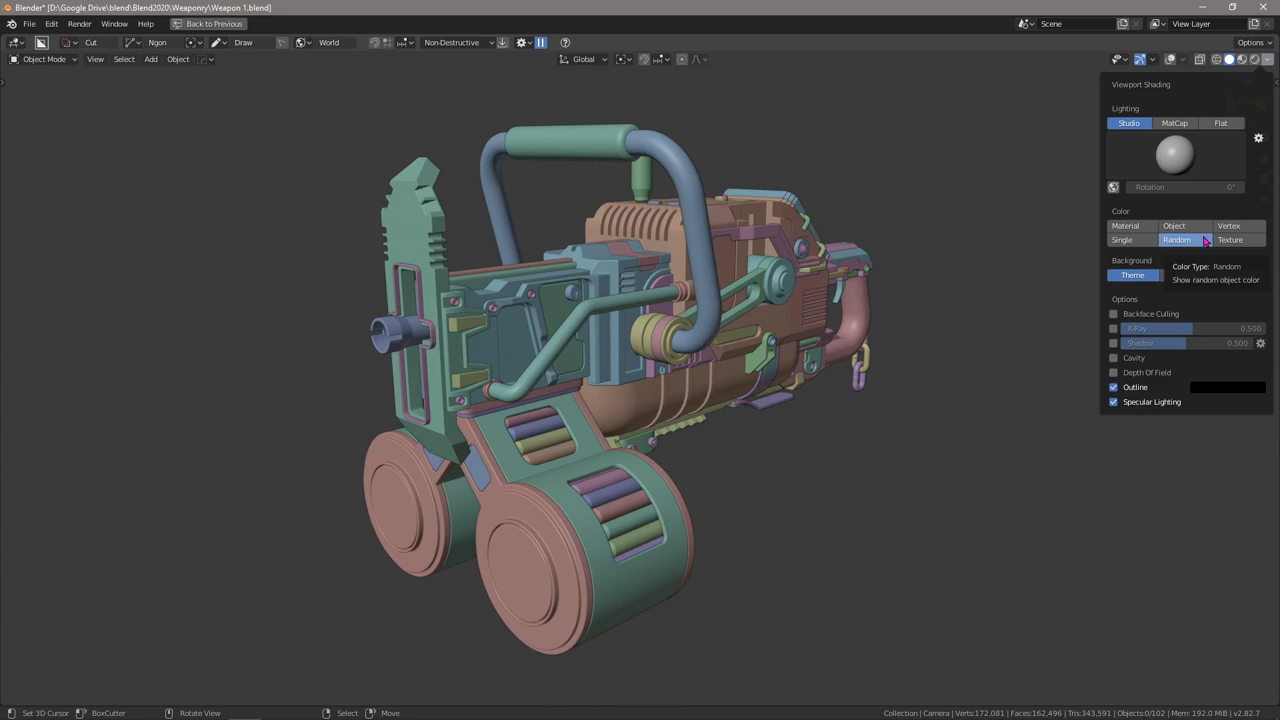 Blender* [D:\Google Drive\blend\Blend2020\Weaponry\Weapon 1.blend]
File Edit Render Window Help Back to Previous Scene View Layer
Cut Ngon Draw World Non-Destructive Options
Object Mode View Select Add Object Global
Viewport Shading
Lighting
Studio MatCap Flat
Rotation 0°
Color
Material Object Vertex
Single Random Texture
Background
Theme
Color Type: Random
Show random object color
Options
Backface Culling
X-Ray 0.500
Shadow 0.500
Cavity
Depth Of Field
Outline
Specular Lighting
Set 3D Cursor BoxCutter Rotate View Select Move Collection | Camera | Verts:172,081 | Faces:162,496 | Tris:343,591 | Objects:0/102 | Mem: 192.0 MiB | v2.82.7